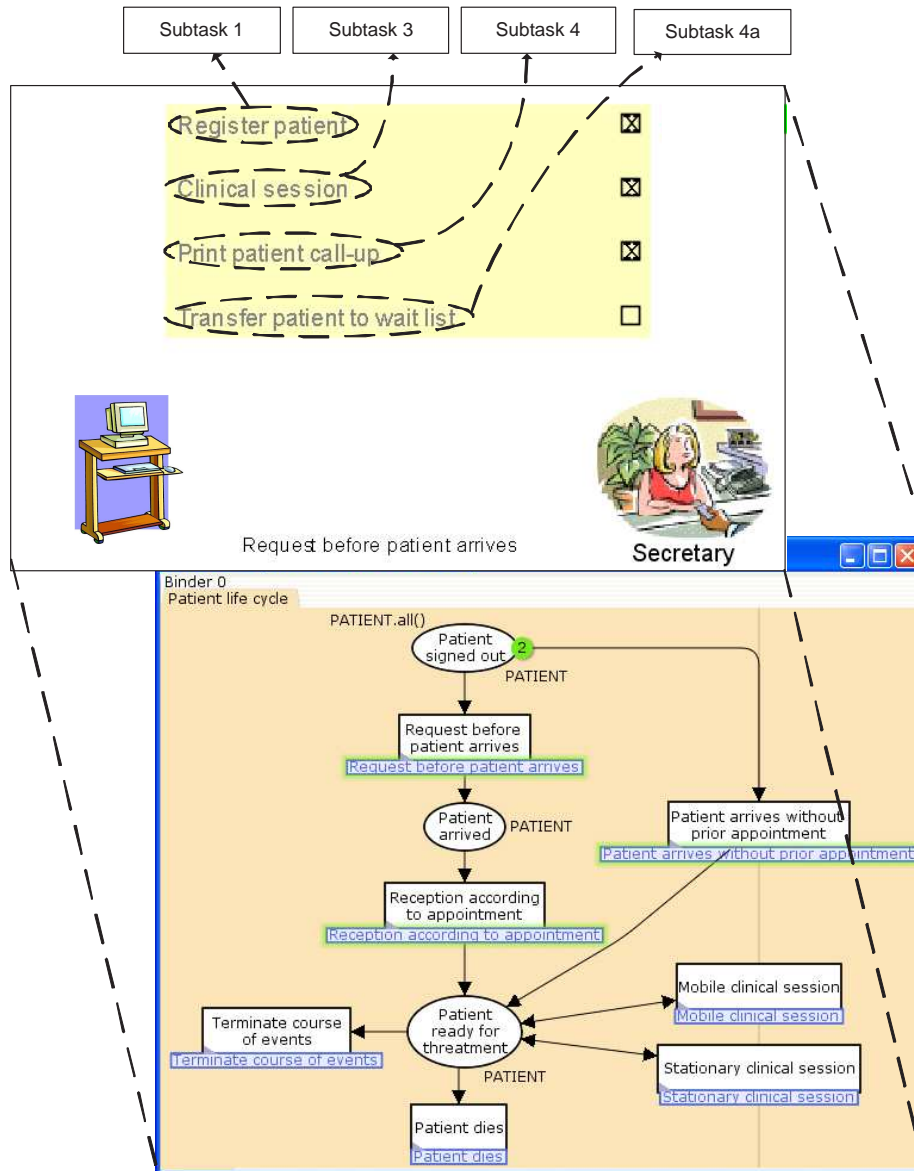 Subtask 1
Subtask 3
Subtask 4
Subtask 4a
Register patient
Clinical session
Print patient call-up
Transfer patient to wait list
Request before patient arrives
Secretary
Binder 0
Patient life cycle
PATIENT.all()
Patient
signed out
2
PATIENT
Request before
patient arrives
Request before patient arrives
Patient
arrived
PATIENT
Patient arrives without
prior appointment
Patient arrives without prior appointment
Reception according
to appointment
Reception according to appointment
Patient
ready for
threatment
PATIENT
Mobile clinical session
Mobile clinical session
Terminate course
of events
Terminate course of events
Stationary clinical session
Stationary clinical session
Patient dies
Patient dies